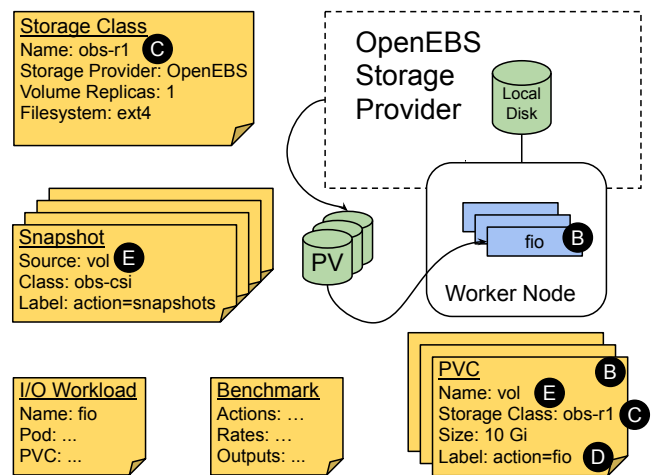 Storage Class
Name: obs-r1 C
Storage Provider: OpenEBS
Volume Replicas: 1
Filesystem: ext4
OpenEBS
Storage
Provider
Local
Disk
Snapshot
Source: vol E
Class: obs-csi
Label: action=snapshots
PV
fio B
Worker Node
I/O Workload
Name: fio
Pod: ...
PVC: ...
Benchmark
Actions: …
Rates: …
Outputs: ...
PVC B
Name: vol E
Storage Class: obs-r1 C
Size: 10 Gi
Label: action=fio D